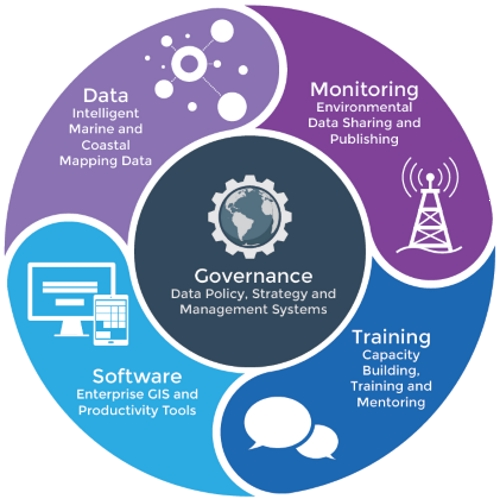 Data
Intelligent
Marine and
Coastal
Mapping Data
Monitoring
Environmental
Data Sharing and
Publishing
Governance
Data Policy, Strategy and
Management Systems
Software
Enterprise GIS and
Productivity Tools
Training
Capacity
Building,
Training and
Mentoring